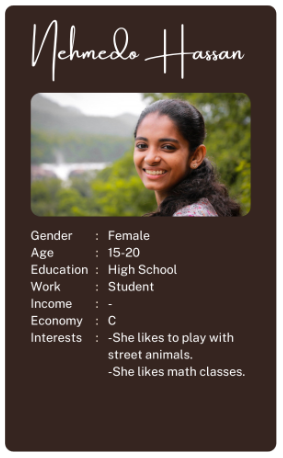 Nehmedo Hassan
Gender : Female
Age : 15-20
Education : High School
Work : Student
Income : -
Economy : C
Interests : -She likes to play with
street animals.
-She likes math classes.